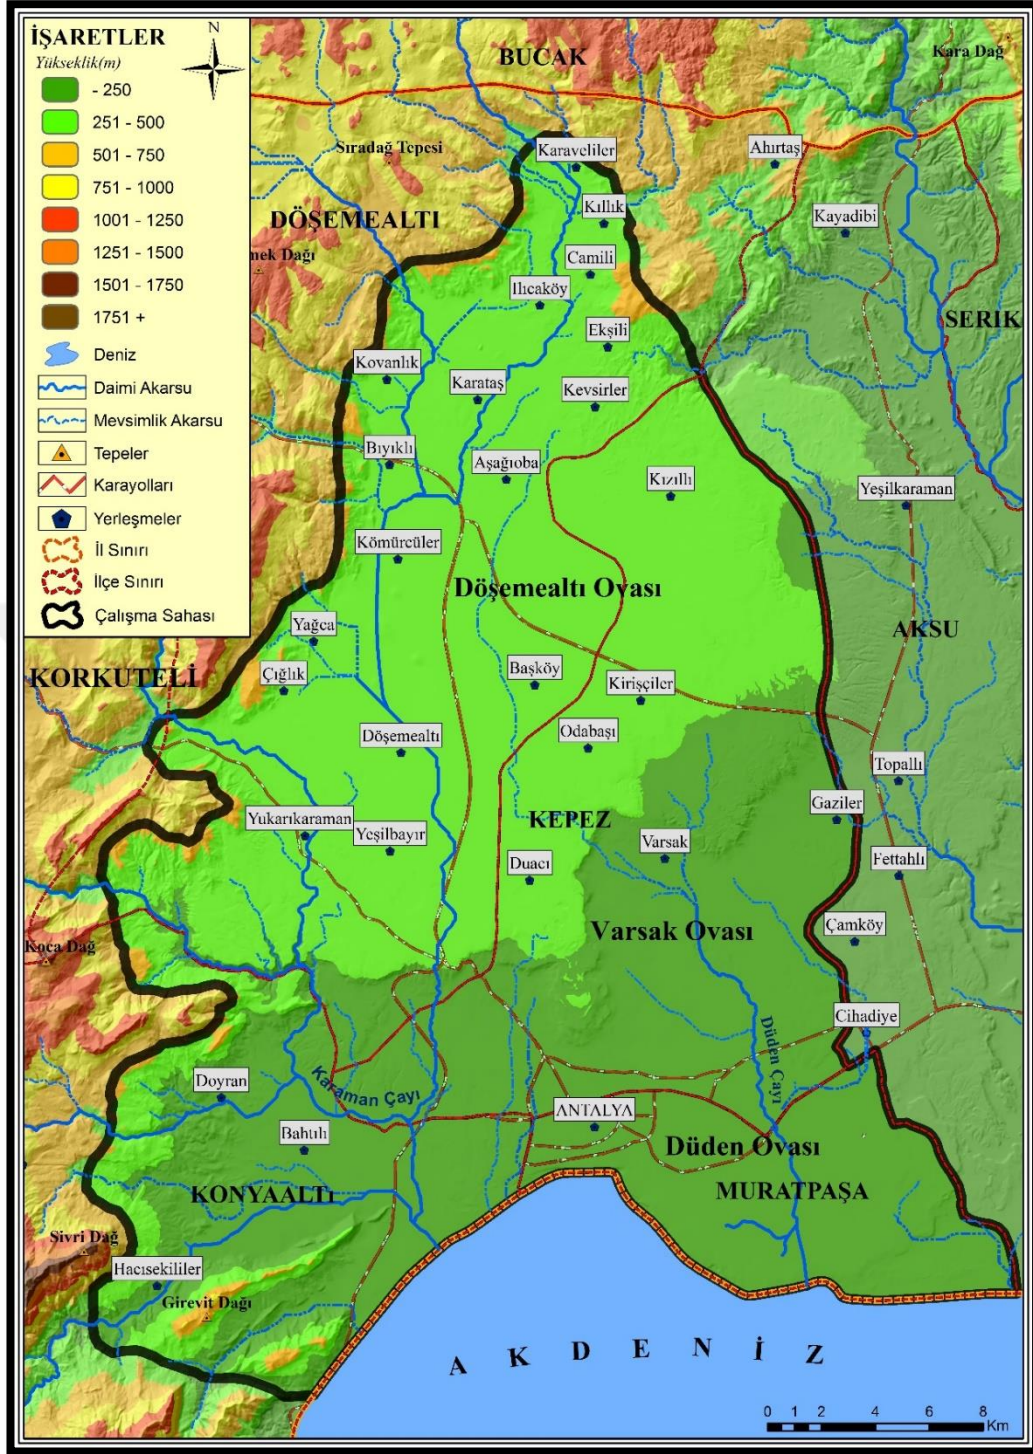 İŞARETLER
Yükseklik(m)
- 250
251 - 500
501 - 750
751 - 1000
1001 - 1250
1251 - 1500
1501 - 1750
1751 +
Deniz
Daimi Akarsu
Mevsimlik Akarsu
Tepeler
Karayolları
Yerleşmeler
İl Sınırı
İlçe Sınırı
Çalışma Sahası
N
BUCAK
Kara Dağ
Sıradağ Tepesi
Karaveliler
Ahırtaş
DÖŞEMEALTI
Kıllık
Kayadibi
mek Dağı
Camili
Ilıcaköy
SERIK
Ekşili
Kovanlık
Karataş
Kevsirler
Bıyıklı
Aşağıoba
Kızıllı
Yeşilkaraman
Kömürcüler
Döşemealtı Ovası
Yağca
AKSU
KORKUTELİ
Çığlık
Başköy
Kirişçiler
Döşemealtı
Odabaşı
Topallı
Gaziler
Yukarıkaraman
KEPEZ
Yeşilbayır
Varsak
Duacı
Fettahlı
Varsak Ovası
Çamköy
Koca Dağ
Cihadiye
Düden Çayı
Doyran
Karaman Çayı
ANTALYA
Bahtılı
Düden Ovası
KONYAALTI
MURATPAŞA
Sivri Dağ
Hacısekililer
Girevit Dağı
A K D E N İ Z
0 1 2 4 6 8
Km